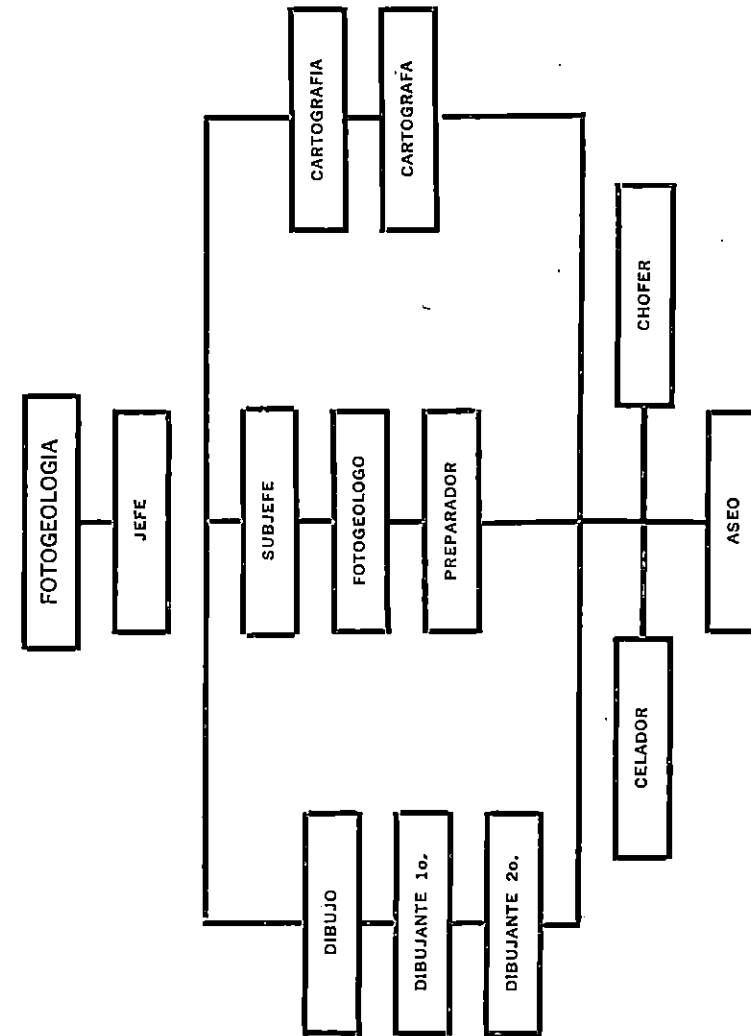 FOTOGEOLOGIA
JEFE
SUBJEFE
FOTOGEOLOGO
PREPARADOR
DIBUJO
DIBUJANTE 1o.
DIBUJANTE 2o.
CARTOGRAFIA
CARTOGRAFA
CELADOR
CHOFER
ASEO